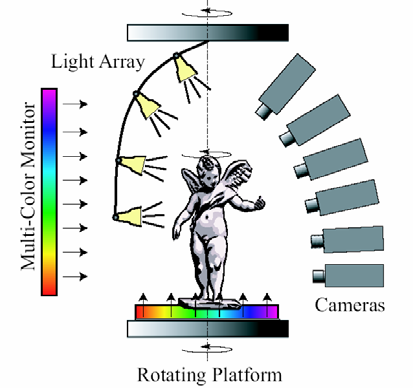 Light Array
Multi-Color Monitor
Cameras
Rotating Platform